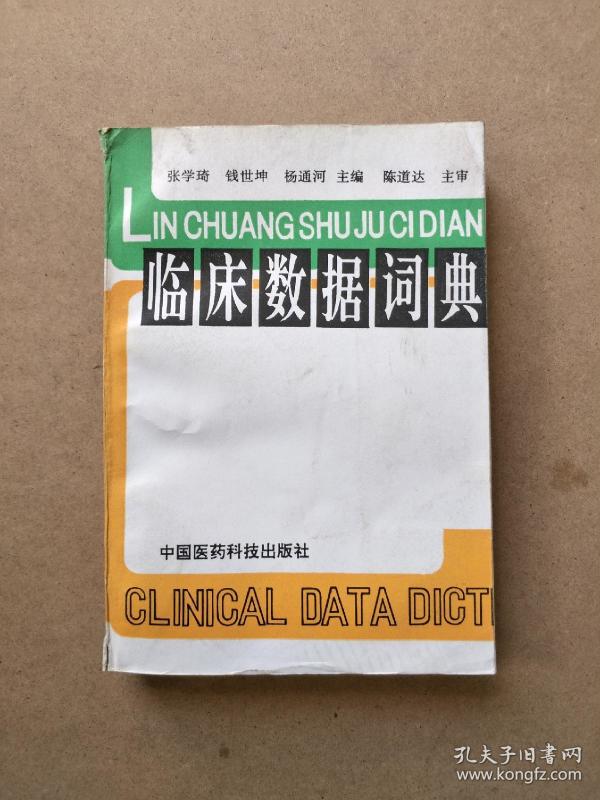 张学琦 钱世坤 杨通河 主编 陈道达 主审
LIN CHUANG SHU JU CI DIAN
临床数据词典
中国医药科技出版社
CLINICAL DATA DICTI
孔夫子旧书网
www.kongfz.com